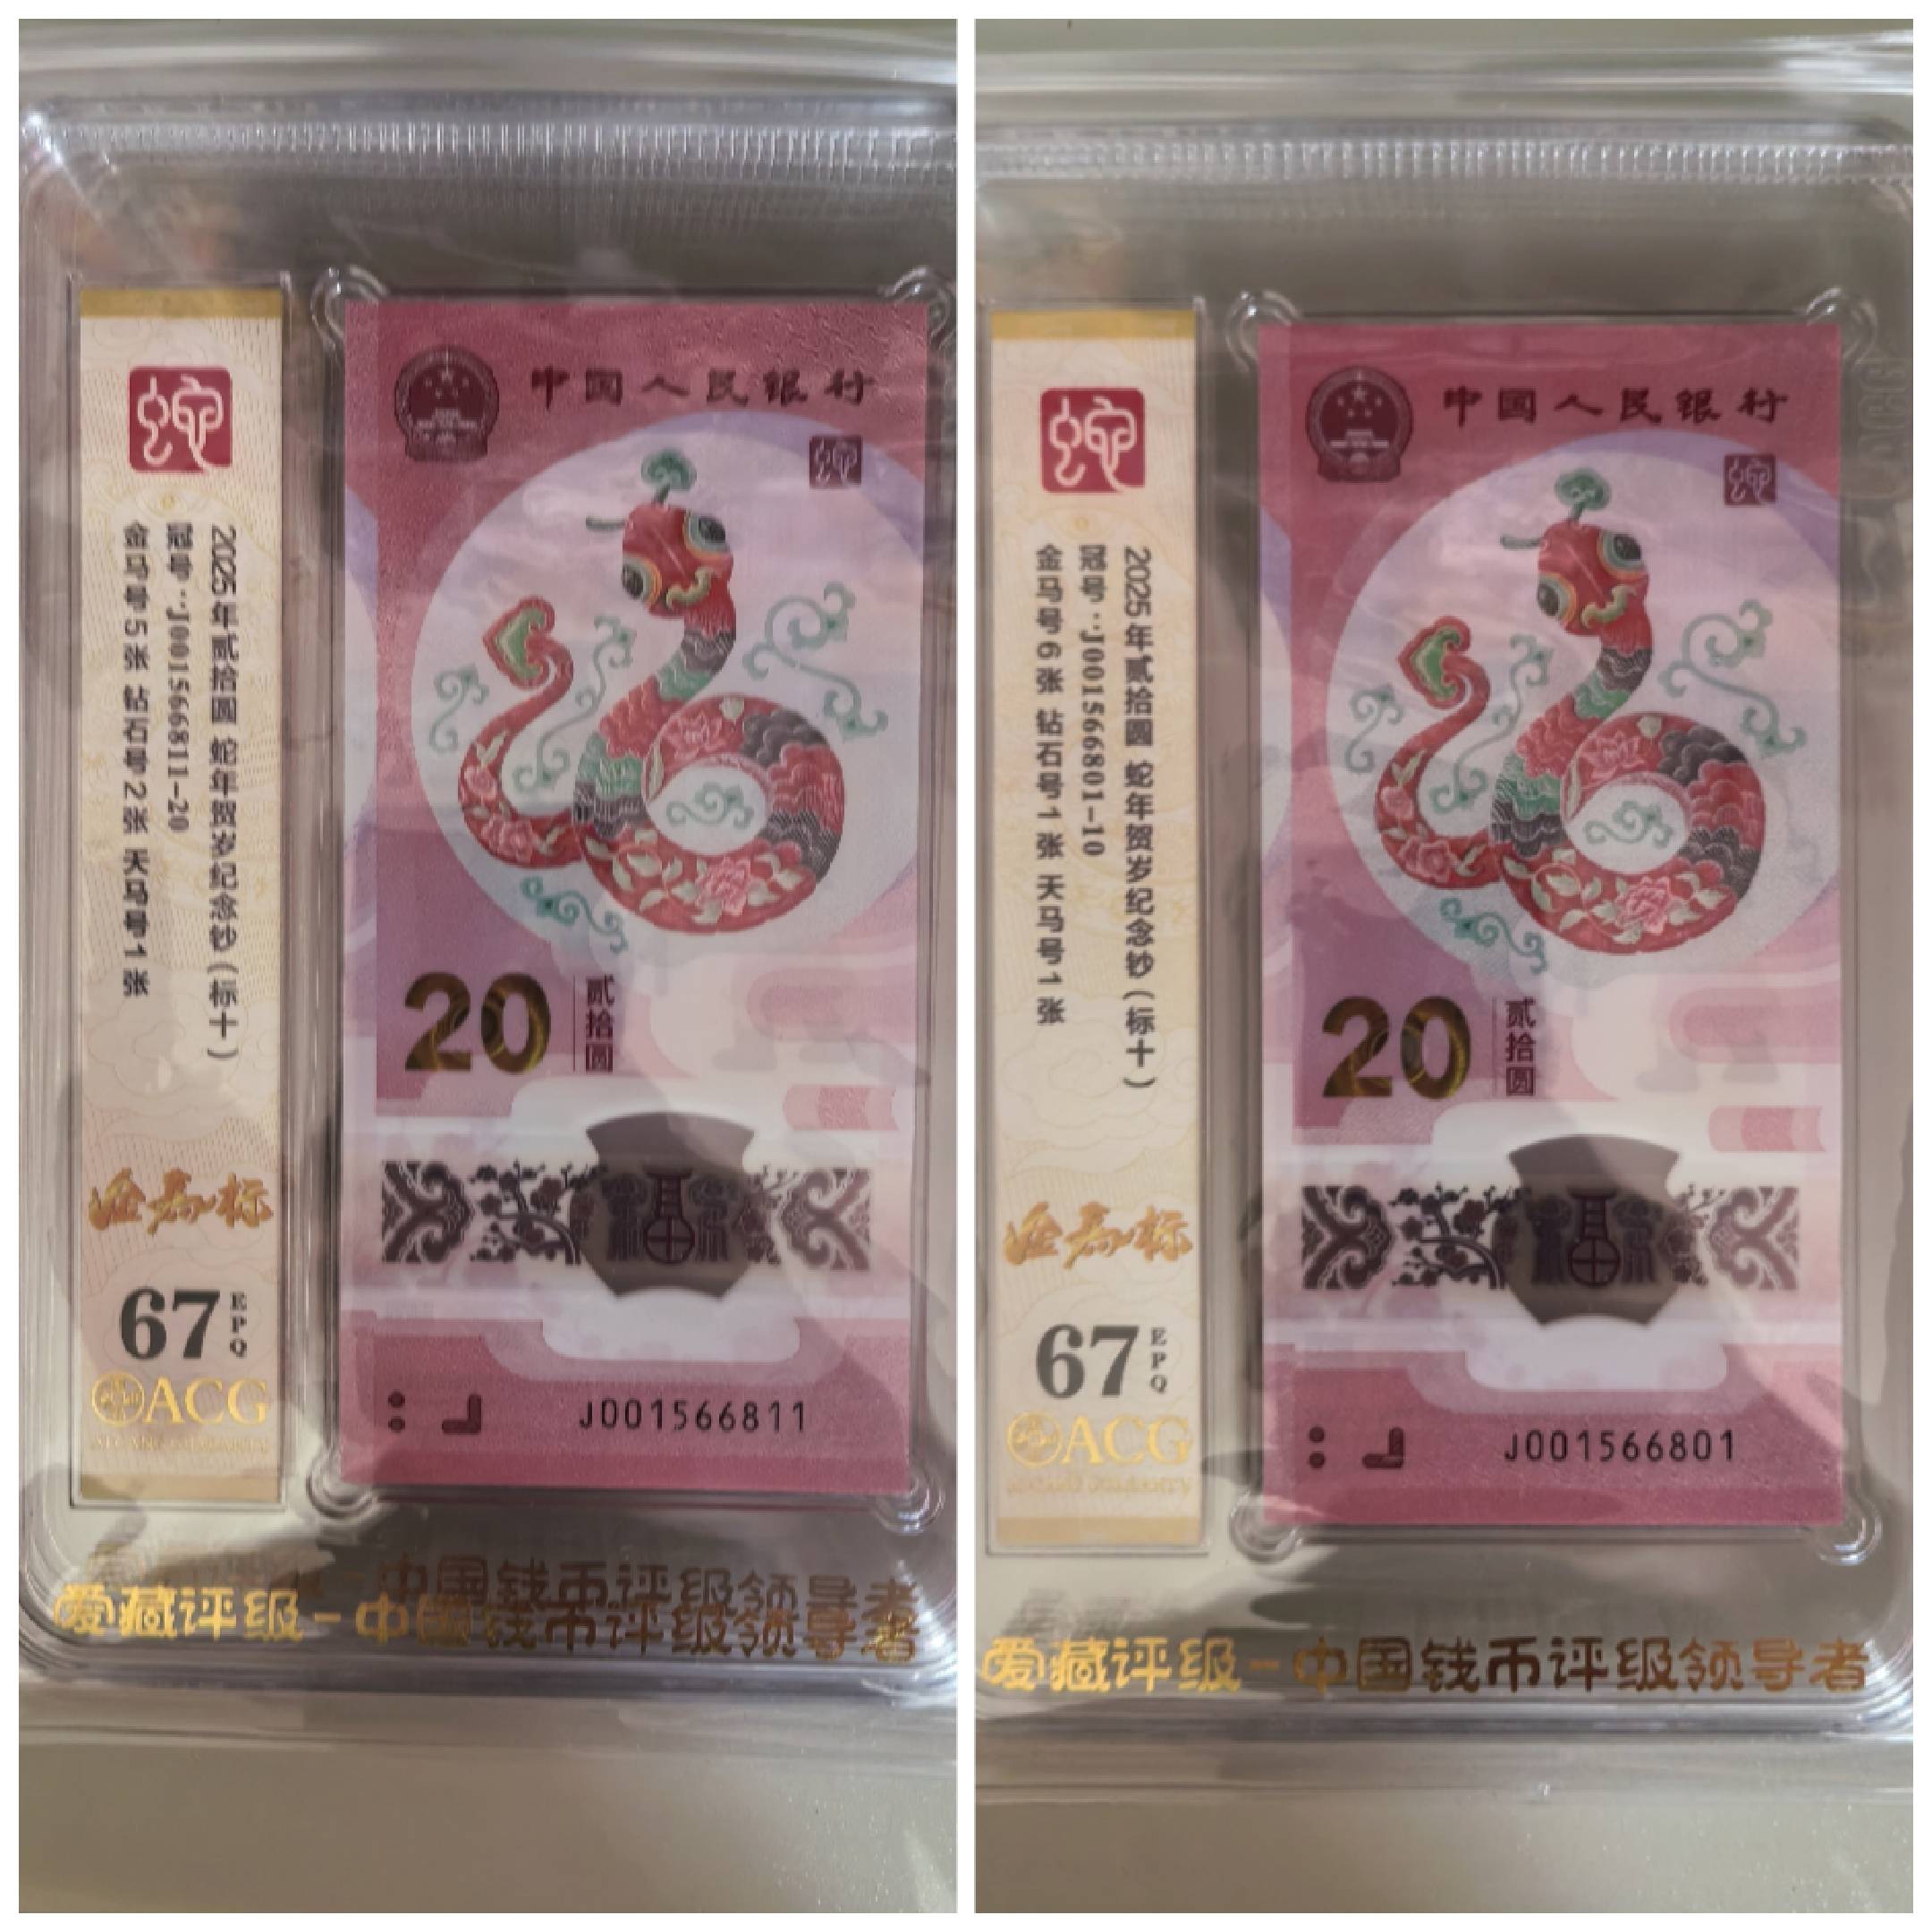 蛇
2025年贰拾圆 蛇年贺岁纪念钞(标十)
冠号:J001566811-20
金马号5张 钻石号2张 天马号1张
金马标
67
EPQ
ACG
中国人民银行
蛇
20
贰拾圆
福
J001566811
爱藏评级-中国钱币评级领导者
蛇
2025年贰拾圆 蛇年贺岁纪念钞(标十)
冠号:J001566801-10
金马号6张 钻石号1张 天马号1张
金马标
67
EPQ
ACG
中国人民银行
蛇
20
贰拾圆
福
J001566801
爱藏评级-中国钱币评级领导者